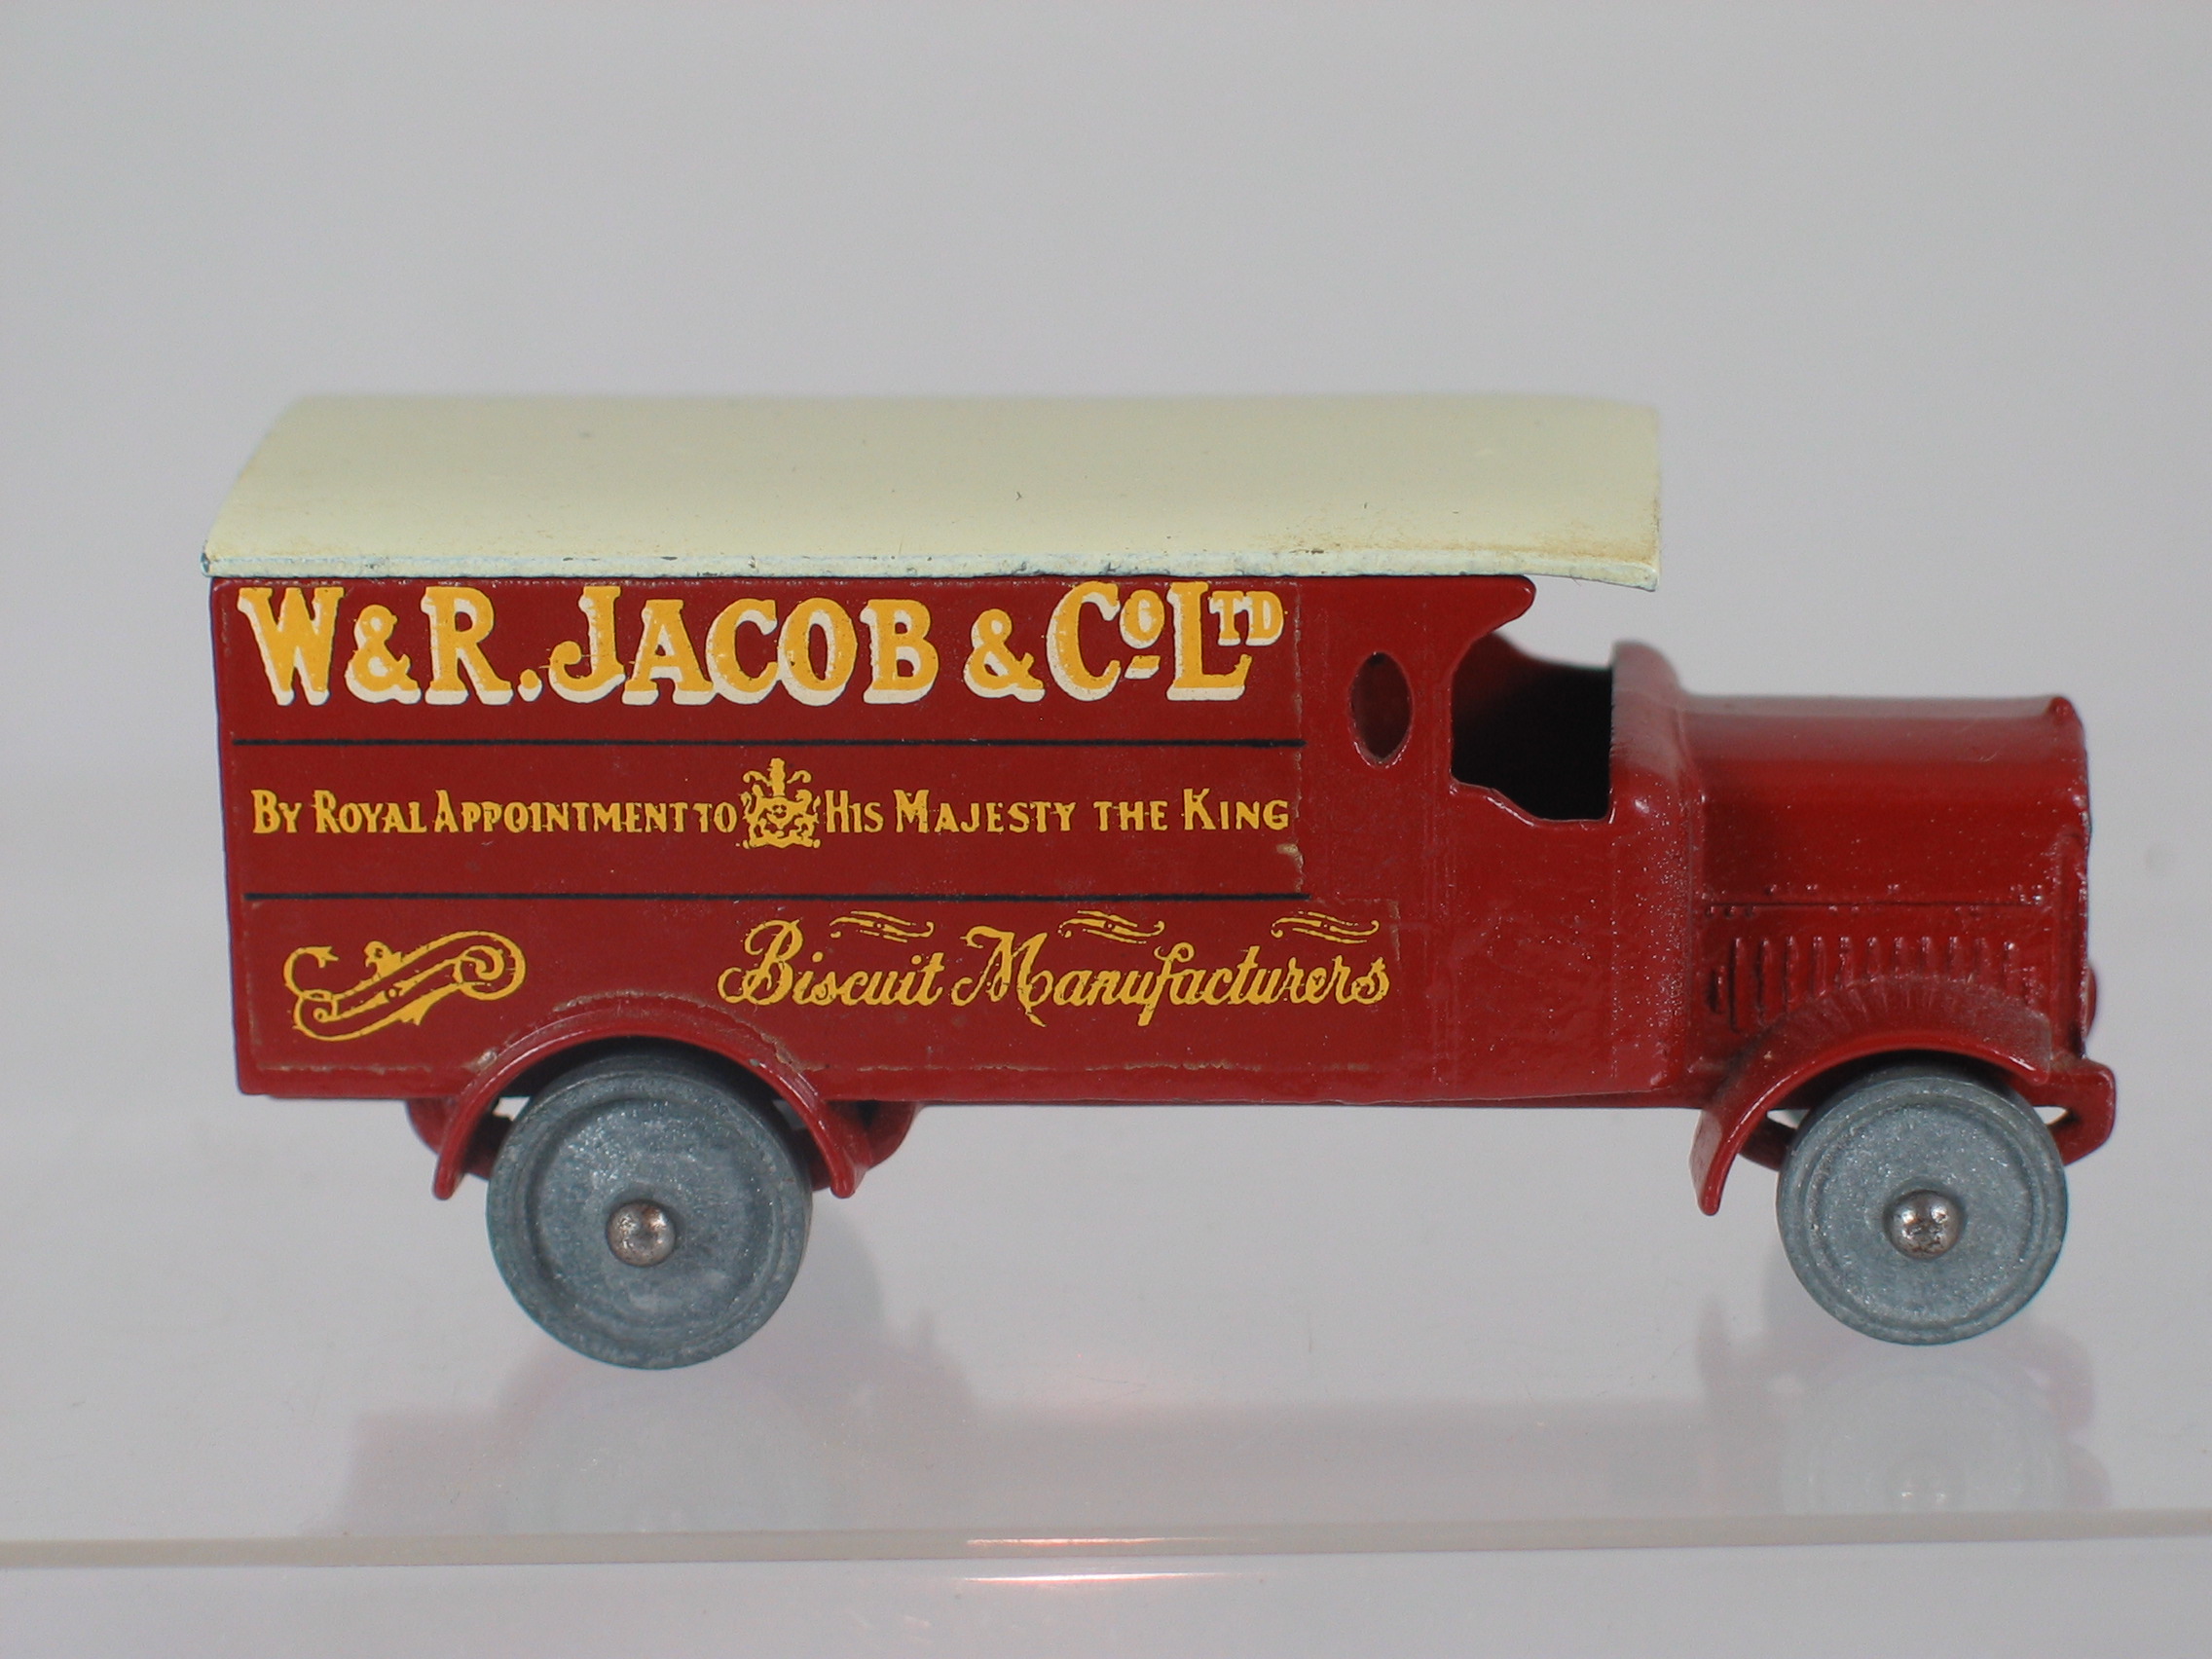 W&R. JACOB & Co LTD
BY ROYAL APPOINTMENT TO HIS MAJESTY THE KING
Biscuit Manufacturers